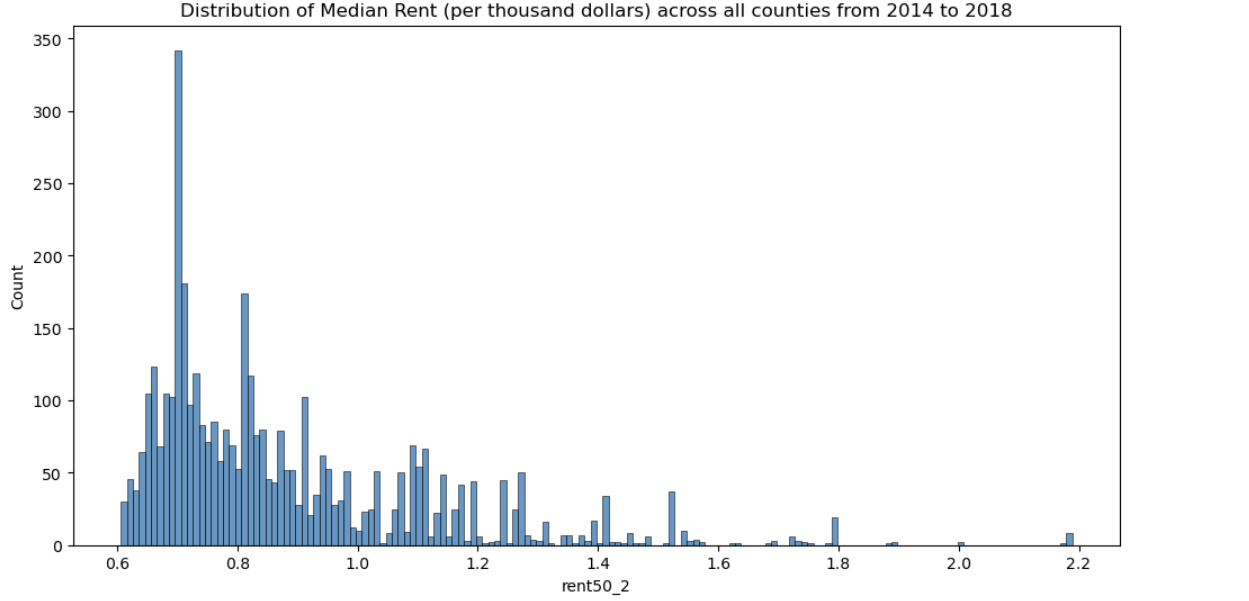 Distribution of Median Rent (per thousand dollars) across all counties from 2014 to 2018
350
300
250
200
150
100
50
0
Count
0.6 0.8 1.0 1.2 1.4 1.6 1.8 2.0 2.2
rent50_2